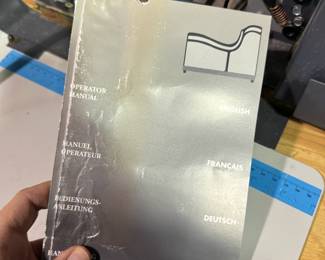 OPERATOR
MANUAL
ENGLISH
MANUEL
OPERATEUR
FRANÇAIS
BEDIENUNGS-
ANLEITUNG
DEUTSCH